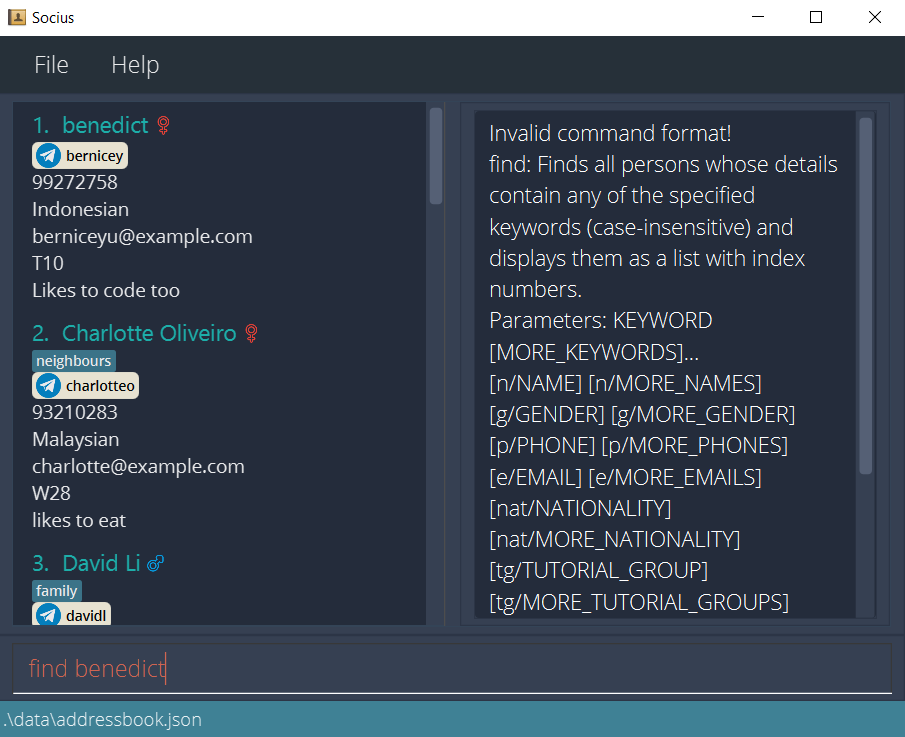 Socius
File Help
1. benedict
bernicey
99272758
Indonesian
berniceyu@example.com
T10
Likes to code too
2. Charlotte Oliveiro
neighbours
charlotteo
93210283
Malaysian
charlotte@example.com
W28
likes to eat
3. David Li
family
davidl
Invalid command format!
find: Finds all persons whose details
contain any of the specified
keywords (case-insensitive) and
displays them as a list with index
numbers.
Parameters: KEYWORD
[MORE_KEYWORDS]...
[n/NAME] [n/MORE_NAMES]
[g/GENDER] [g/MORE_GENDER]
[p/PHONE] [p/MORE_PHONES]
[e/EMAIL] [e/MORE_EMAILS]
[nat/NATIONALITY]
[nat/MORE_NATIONALITY]
[tg/TUTORIAL_GROUP]
[tg/MORE_TUTORIAL_GROUPS]
find benedict
.\data\addressbook.json